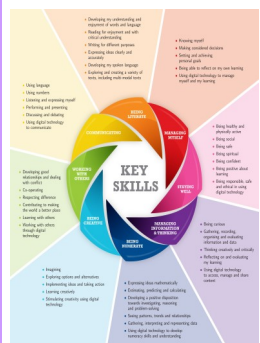 Developing my understanding and
enjoyment of words and language
Reading for enjoyment and with
critical understanding
Writing for different purposes
Expressing ideas clearly and
accurately
Developing my spoken language
Exploring and creating a variety of
texts, including multi-modal texts
Knowing myself
Making considered decisions
Setting and achieving
personal goals
Being able to reflect on my own learning
Using digital technology to manage
myself and my learning
Using language
Using numbers
Listening and expressing myself
Performing and presenting
Discussing and debating
Using digital technology
to communicate
Being healthy and
physically active
Being social
Being safe
Being spiritual
Being confident
Being positive about
learning
Being responsible, safe
and ethical in using
digital technology
BEING
LITERATE
MANAGING
MYSELF
COMMUNICATING
STAYING
WELL
KEY
SKILLS
WORKING
WITH
OTHERS
MANAGING
INFORMATION
& THINKING
BEING
CREATIVE
BEING
NUMERATE
Developing good
relationships and dealing
with conflict
Co-operating
Respecting difference
Contributing to making
the world a better place
Learning with others
Working with others
through digital
technology
Being curious
Gathering, recording,
organising and evaluating
information and data
Thinking creatively and critically
Reflecting on and evaluating
my learning
Using digital technology
to access, manage and share
content
Imagining
Exploring options and alternatives
Implementing ideas and taking action
Learning creatively
Stimulating creativity using digital
technology
Expressing ideas mathematically
Estimating, predicting and calculating
Developing a positive disposition
towards investigating, reasoning
and problem-solving
Seeing patterns, trends and relationships
Gathering, interpreting and representing data
Using digital technology to develop
numeracy skills and understanding